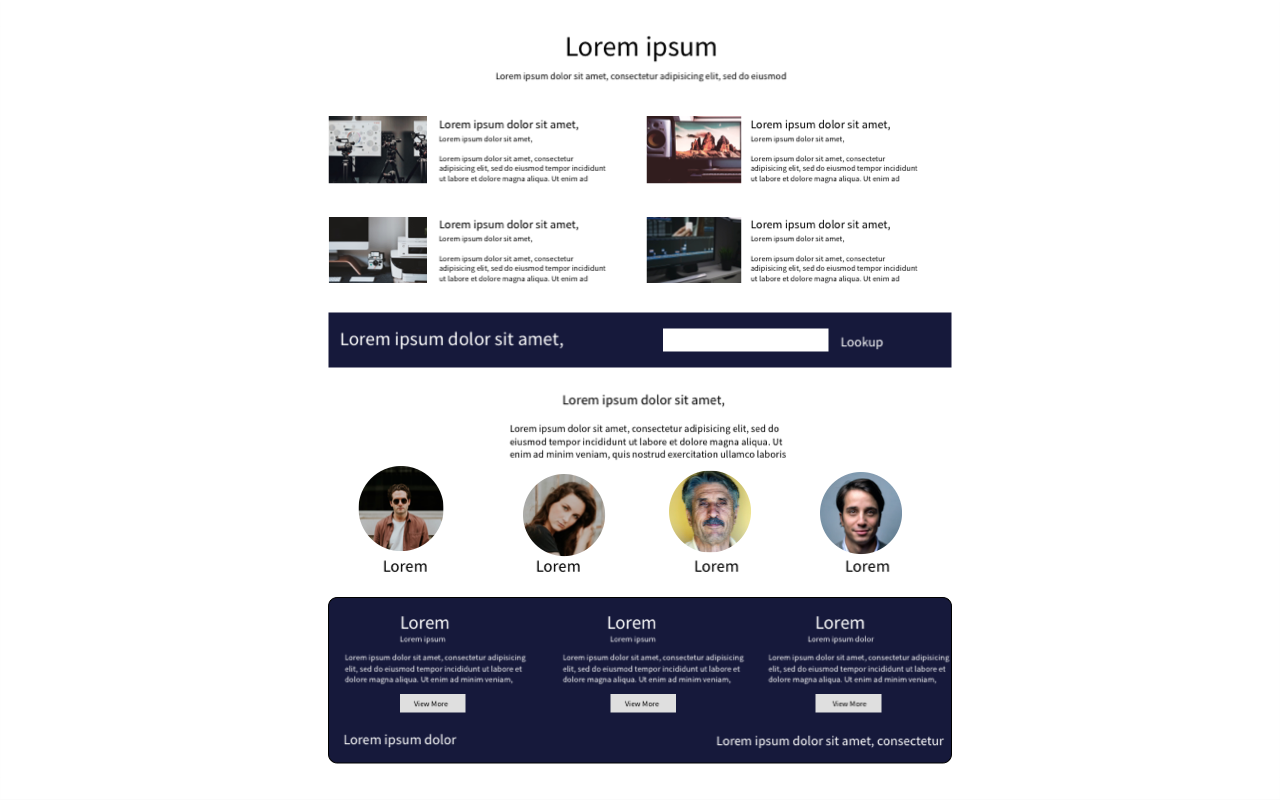 Lorem ipsum
Lorem ipsum dolor sit amet, consectetur adipisicing elit, sed do eiusmod
Lorem ipsum dolor sit amet,
Lorem ipsum dolor sit amet,
Lorem ipsum dolor sit amet, consectetur
adipisicing elit, sed do eiusmod tempor incididunt
ut labore et dolore magna aliqua. Ut enim ad
Lorem ipsum dolor sit amet,
Lorem ipsum dolor sit amet,
Lorem ipsum dolor sit amet, consectetur
adipisicing elit, sed do eiusmod tempor incididunt
ut labore et dolore magna aliqua. Ut enim ad
Lorem ipsum dolor sit amet,
Lorem ipsum dolor sit amet,
Lorem ipsum dolor sit amet, consectetur
adipisicing elit, sed do eiusmod tempor incididunt
ut labore et dolore magna aliqua. Ut enim ad
Lorem ipsum dolor sit amet,
Lorem ipsum dolor sit amet,
Lorem ipsum dolor sit amet, consectetur
adipisicing elit, sed do eiusmod tempor incididunt
ut labore et dolore magna aliqua. Ut enim ad
Lorem ipsum dolor sit amet,
Lookup
Lorem ipsum dolor sit amet,
Lorem ipsum dolor sit amet, consectetur adipisicing elit, sed do
eiusmod tempor incididunt ut labore et dolore magna aliqua. Ut
enim ad minim veniam, quis nostrud exercitation ullamco laboris
Lorem
Lorem
Lorem
Lorem
Lorem
Lorem ipsum
Lorem ipsum dolor sit amet, consectetur adipisicing
elit, sed do eiusmod tempor incididunt ut labore et
dolore magna aliqua. Ut enim ad minim veniam,
View More
Lorem
Lorem ipsum
Lorem ipsum dolor sit amet, consectetur adipisicing
elit, sed do eiusmod tempor incididunt ut labore et
dolore magna aliqua. Ut enim ad minim veniam,
View More
Lorem
Lorem ipsum dolor
Lorem ipsum dolor sit amet, consectetur adipisicing
elit, sed do eiusmod tempor incididunt ut labore et
dolore magna aliqua. Ut enim ad minim veniam,
View More
Lorem ipsum dolor
Lorem ipsum dolor sit amet, consectetur